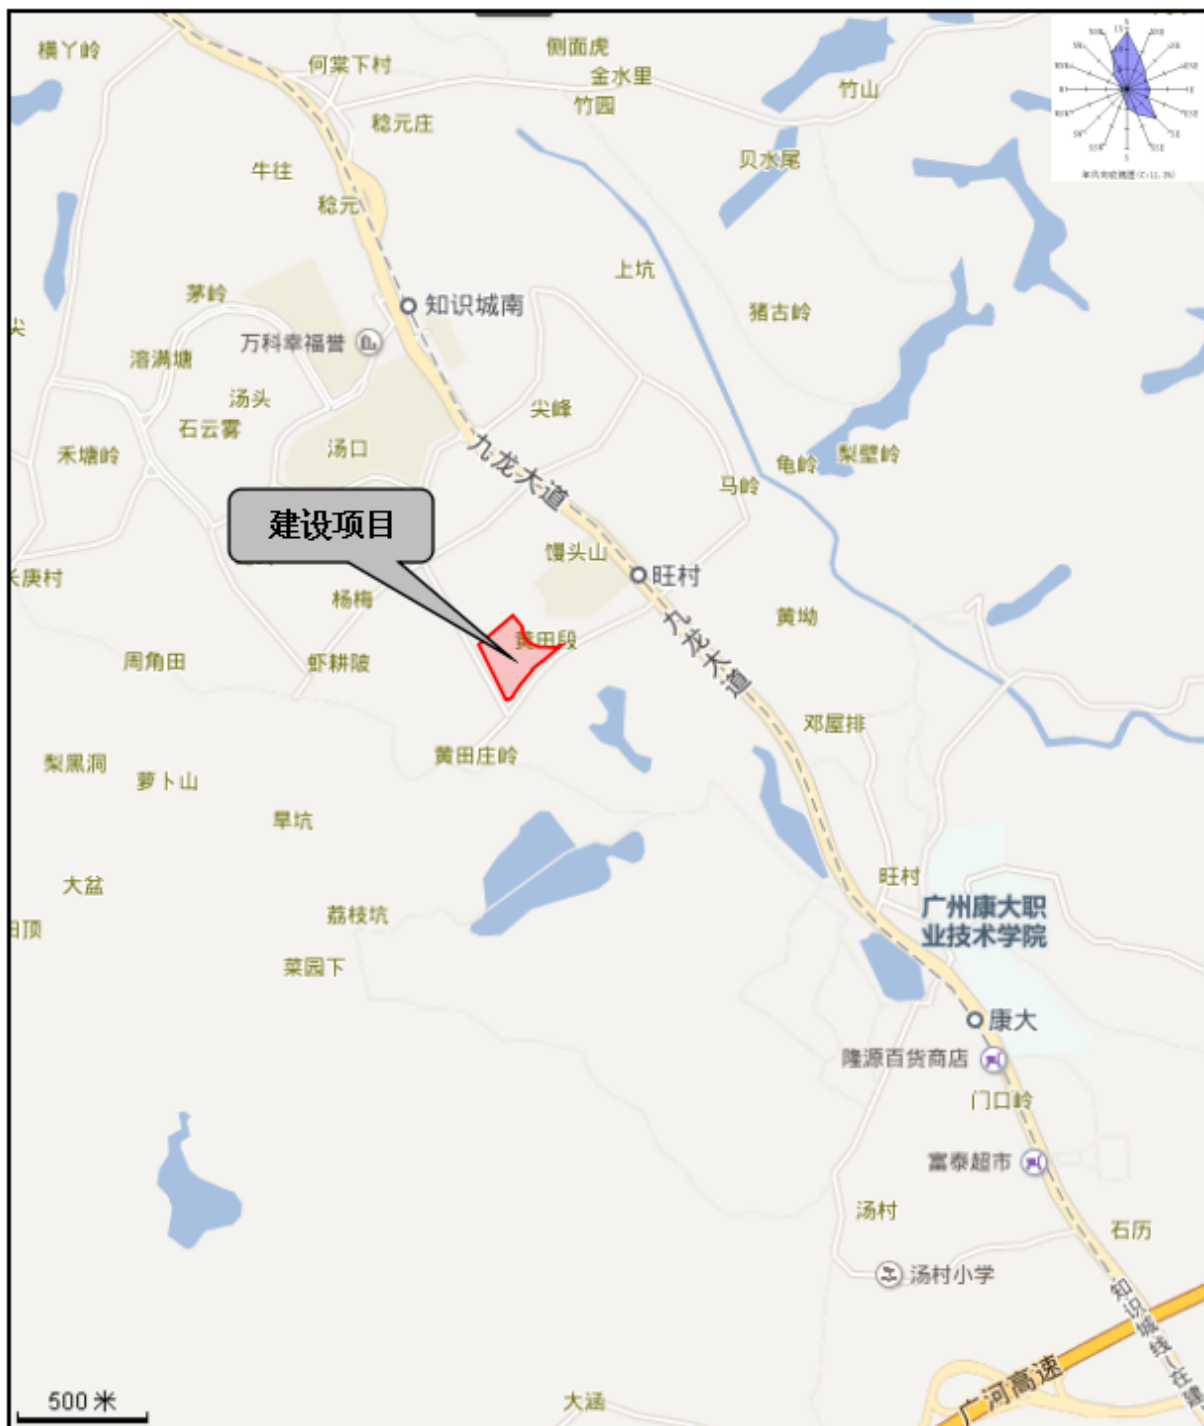 横丫岭
何棠下村
侧面虎
金水里
竹园
竹山
稔元庄
贝水尾
牛往
稔元
上坑
茅岭
知识城南
猪古岭
尖
万科幸福誉
溶满塘
汤头
尖峰
石云雾
汤口
禾塘岭
九龙大道
龟岭
梨壁岭
马岭
建设项目
馒头山
旺村
长庚村
杨梅
黄坳
黄田段
九龙大道
周角田
虾耕陂
邓屋排
黄田庄岭
梨黑洞
萝卜山
旱坑
大盆
旺村
荔枝坑
广州康大职
业技术学院
顶
菜园下
康大
隆源百货商店
门口岭
富泰超市
汤村
石历
汤村小学
知识城线(在建
广河高速
500 米
大涵